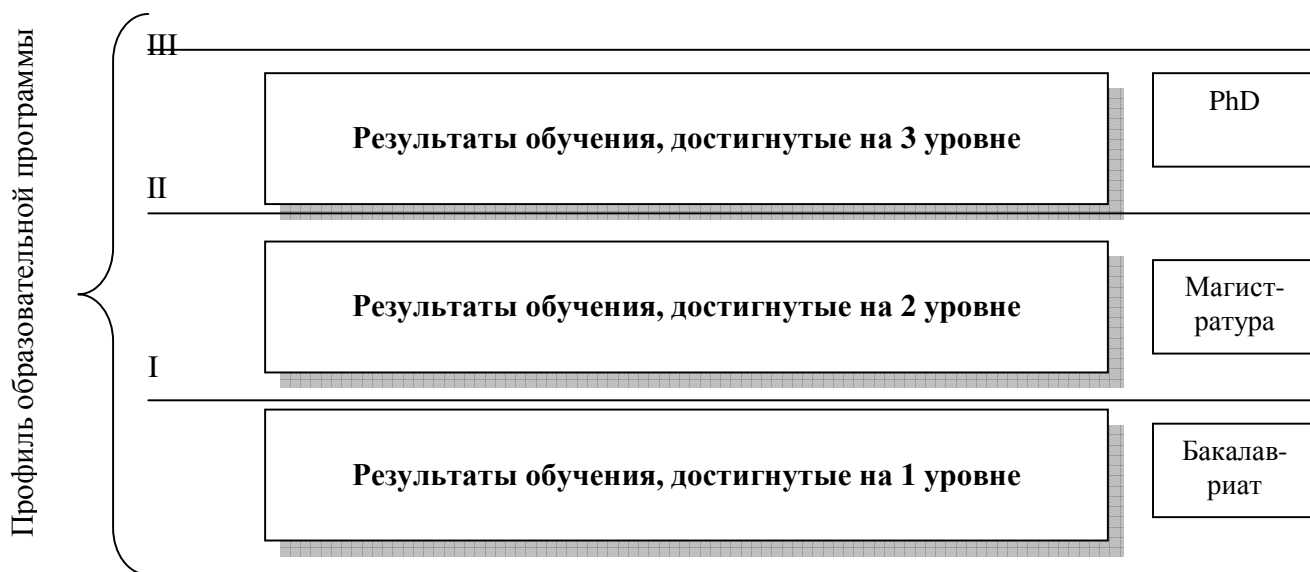 Профиль образовательной программы
III
Результаты обучения, достигнутые на 3 уровне
PhD
II
Результаты обучения, достигнутые на 2 уровне
Магист-
ратура
I
Результаты обучения, достигнутые на 1 уровне
Бакалав-
риат